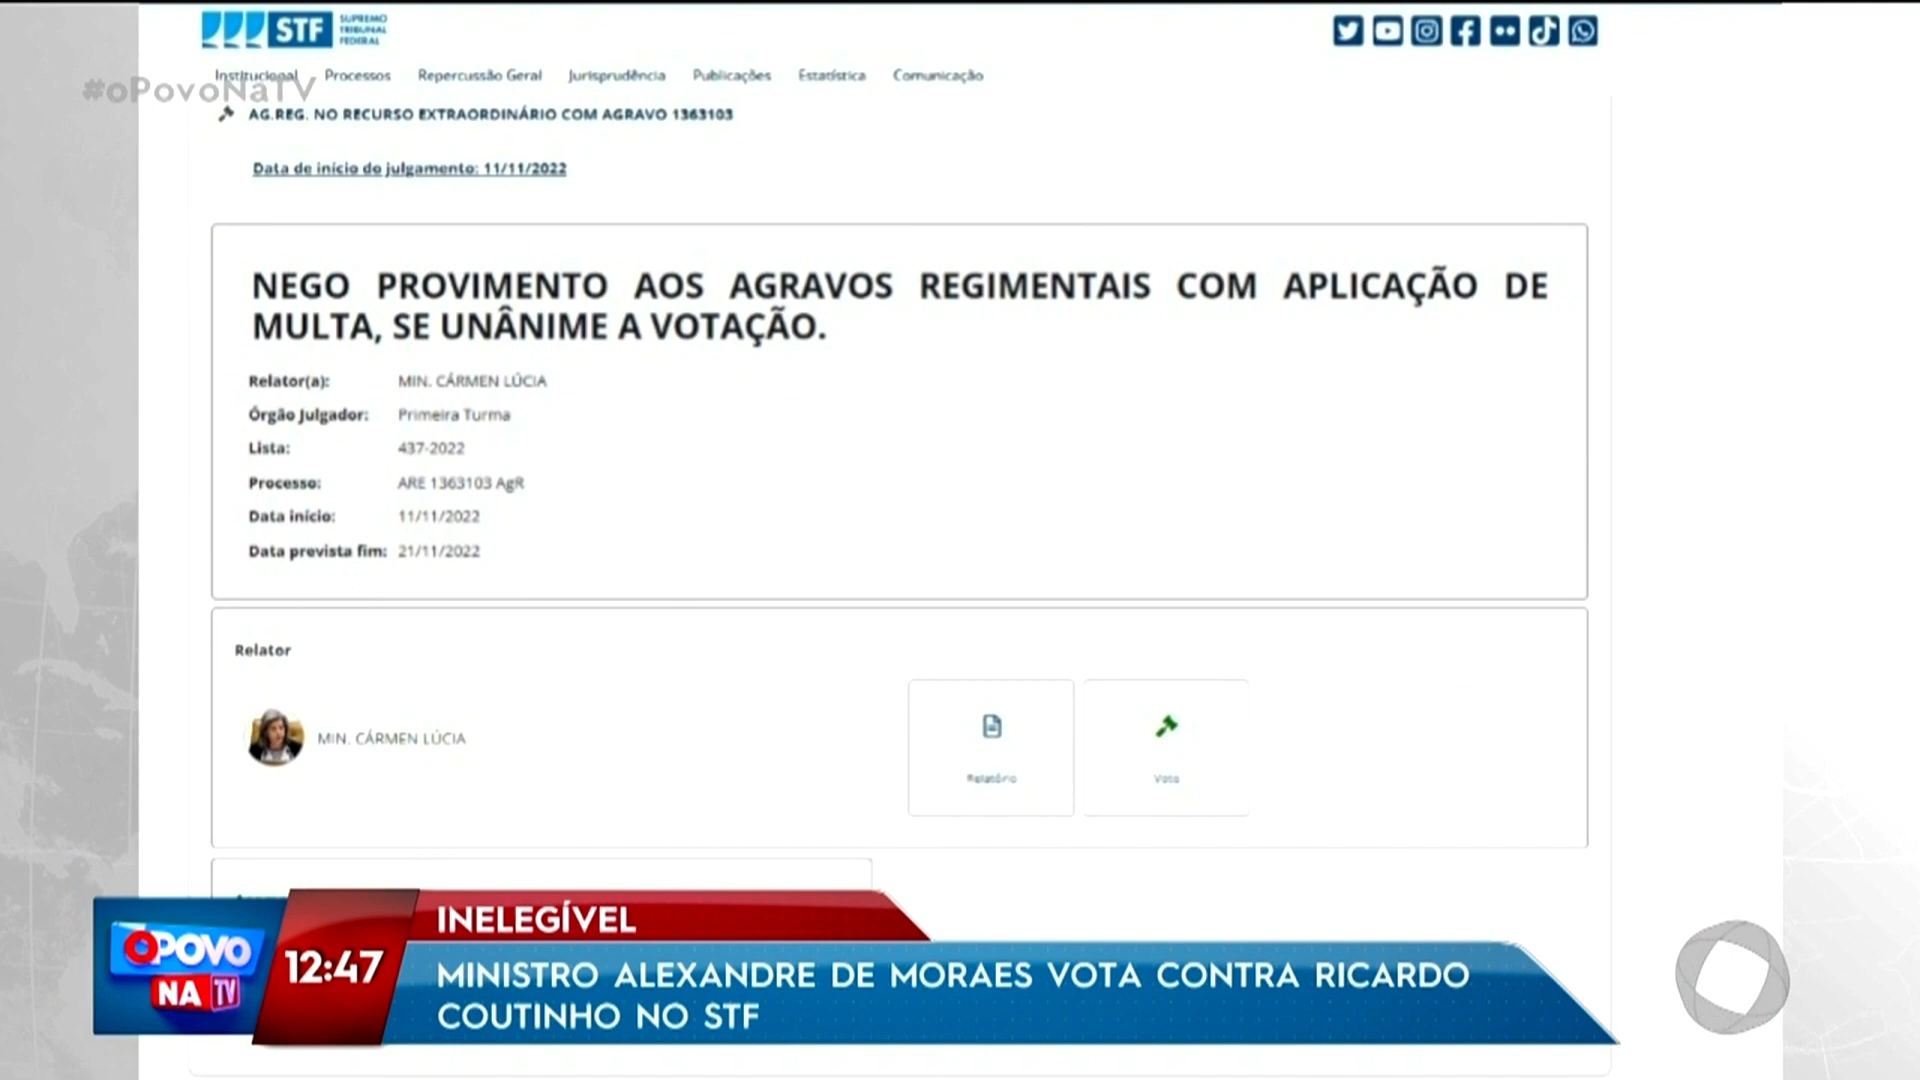 STF
SUPREMO
TRIBUNAL
FEDERAL
Institucional Processos Repercussão Geral Jurisprudência Publicações Estatística Comunicação
#oPovoNaTV
AG.REG. NO RECURSO EXTRAORDINÁRIO COM AGRAVO 1363103
Data de início do julgamento: 11/11/2022
NEGO PROVIMENTO AOS AGRAVOS REGIMENTAIS COM APLICAÇÃO DE
MULTA, SE UNÂNIME A VOTAÇÃO.
Relator(a): MIN. CÁRMEN LÚCIA
Órgão Julgador: Primeira Turma
Lista: 437-2022
Processo: ARE 1363103 AgR
Data início: 11/11/2022
Data prevista fim: 21/11/2022
Relator
MIN. CÁRMEN LÚCIA
Relatório
Voto
O POVO
NA TV
12:47
INELEGÍVEL
MINISTRO ALEXANDRE DE MORAES VOTA CONTRA RICARDO
COUTINHO NO STF